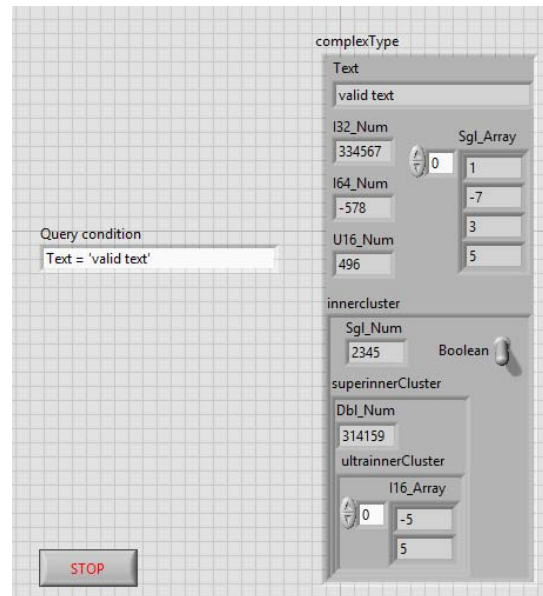 complexType
Text
valid text
I32_Num
334567
Sgl_Array
0
1
-7
3
5
I64_Num
-578
U16_Num
496
Query condition
Text = 'valid text'
innercluster
Sgl_Num
2345
Boolean
superinnerCluster
Dbl_Num
314159
ultrainnerCluster
I16_Array
0
-5
5
STOP